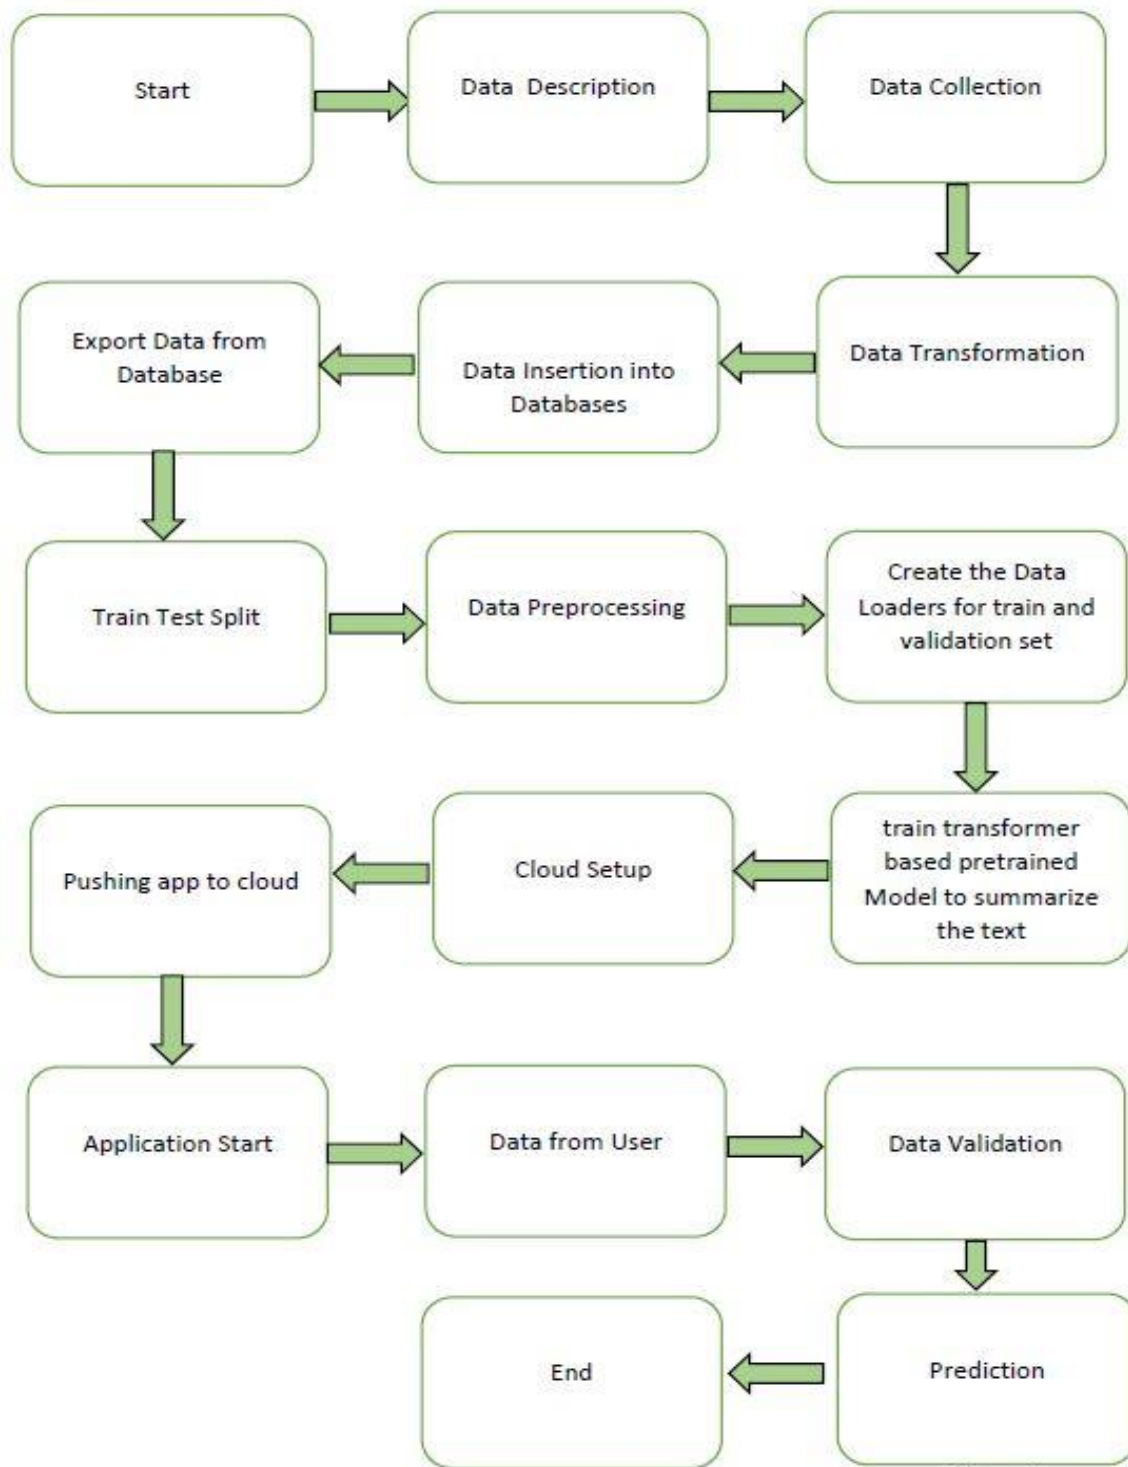 Start
Data  Description
Data Collection
Data Transformation
Data Insertion into
Databases
Export Data from
Database
Train Test Split
Data Preprocessing
Create the Data
Loaders for train and
validation set
train transformer
based pretrained
Model to summarize
the text
Cloud Setup
Pushing app to cloud
Application Start
Data from User
Data Validation
Prediction
End